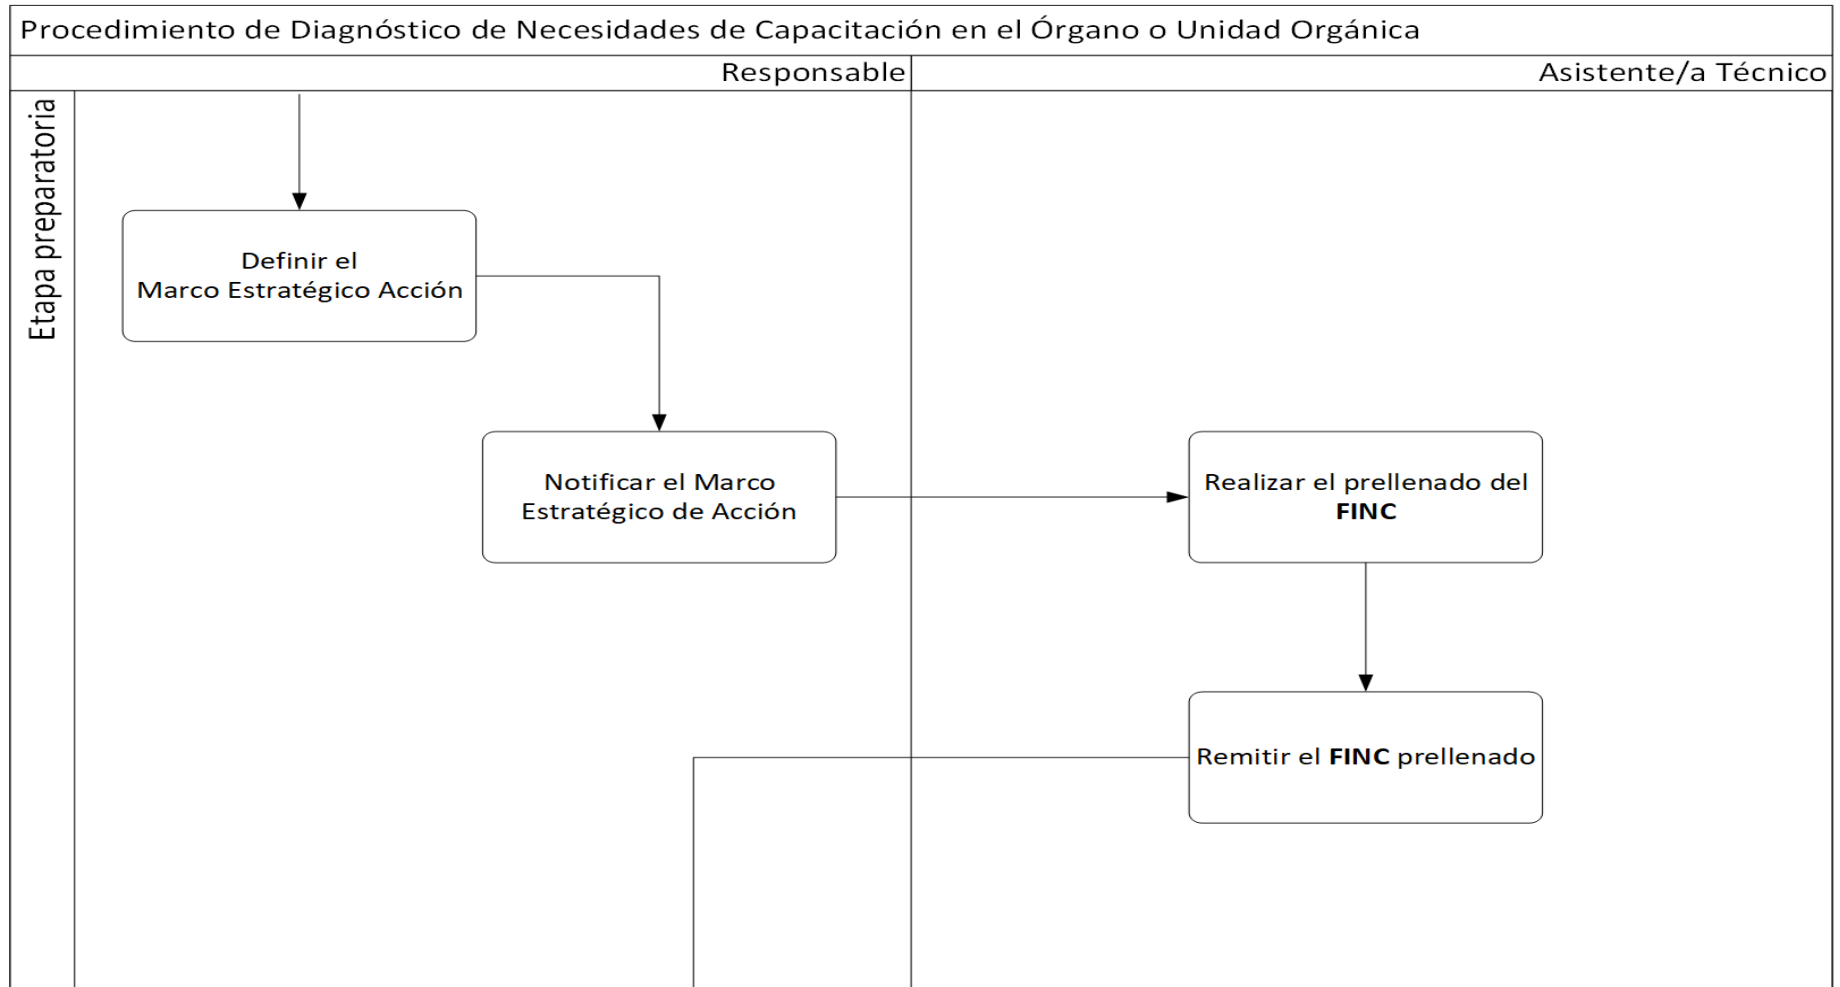 Procedimiento de Diagnóstico de Necesidades de Capacitación en el Órgano o Unidad Orgánica
Responsable
Asistente/a Técnico
Etapa preparatoria
Definir el
Marco Estratégico Acción
Notificar el Marco
Estratégico de Acción
Realizar el prellenado del
FINC
Remitir el FINC prellenado